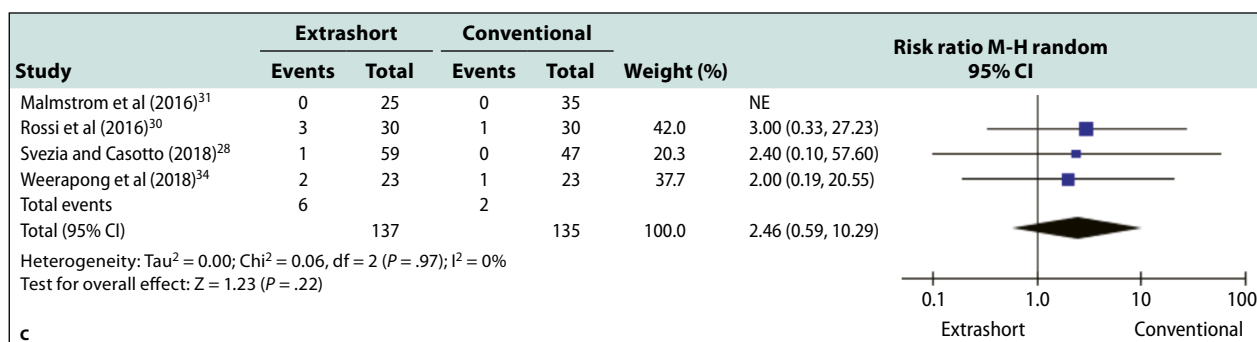 Extrashort Conventional
Risk ratio M-H random
Study Events Total Events Total Weight (%) 95% CI
Malmstrom et al (2016)31 0 25 0 35 NE
Rossi et al (2016)30 3 30 1 30 42.0 3.00 (0.33, 27.23)
Svezia and Casotto (2018)28 1 59 0 47 20.3 2.40 (0.10, 57.60)
Weerapong et al (2018)34 2 23 1 23 37.7 2.00 (0.19, 20.55)
Total events 6 2
Total (95% CI) 137 135 100.0 2.46 (0.59, 10.29)
Heterogeneity: Tau2 = 0.00; Chi2 = 0.06, df = 2 (P = .97); I2 = 0%
Test for overall effect: Z = 1.23 (P = .22)
0.1 1.0 10 100
c Extrashort Conventional